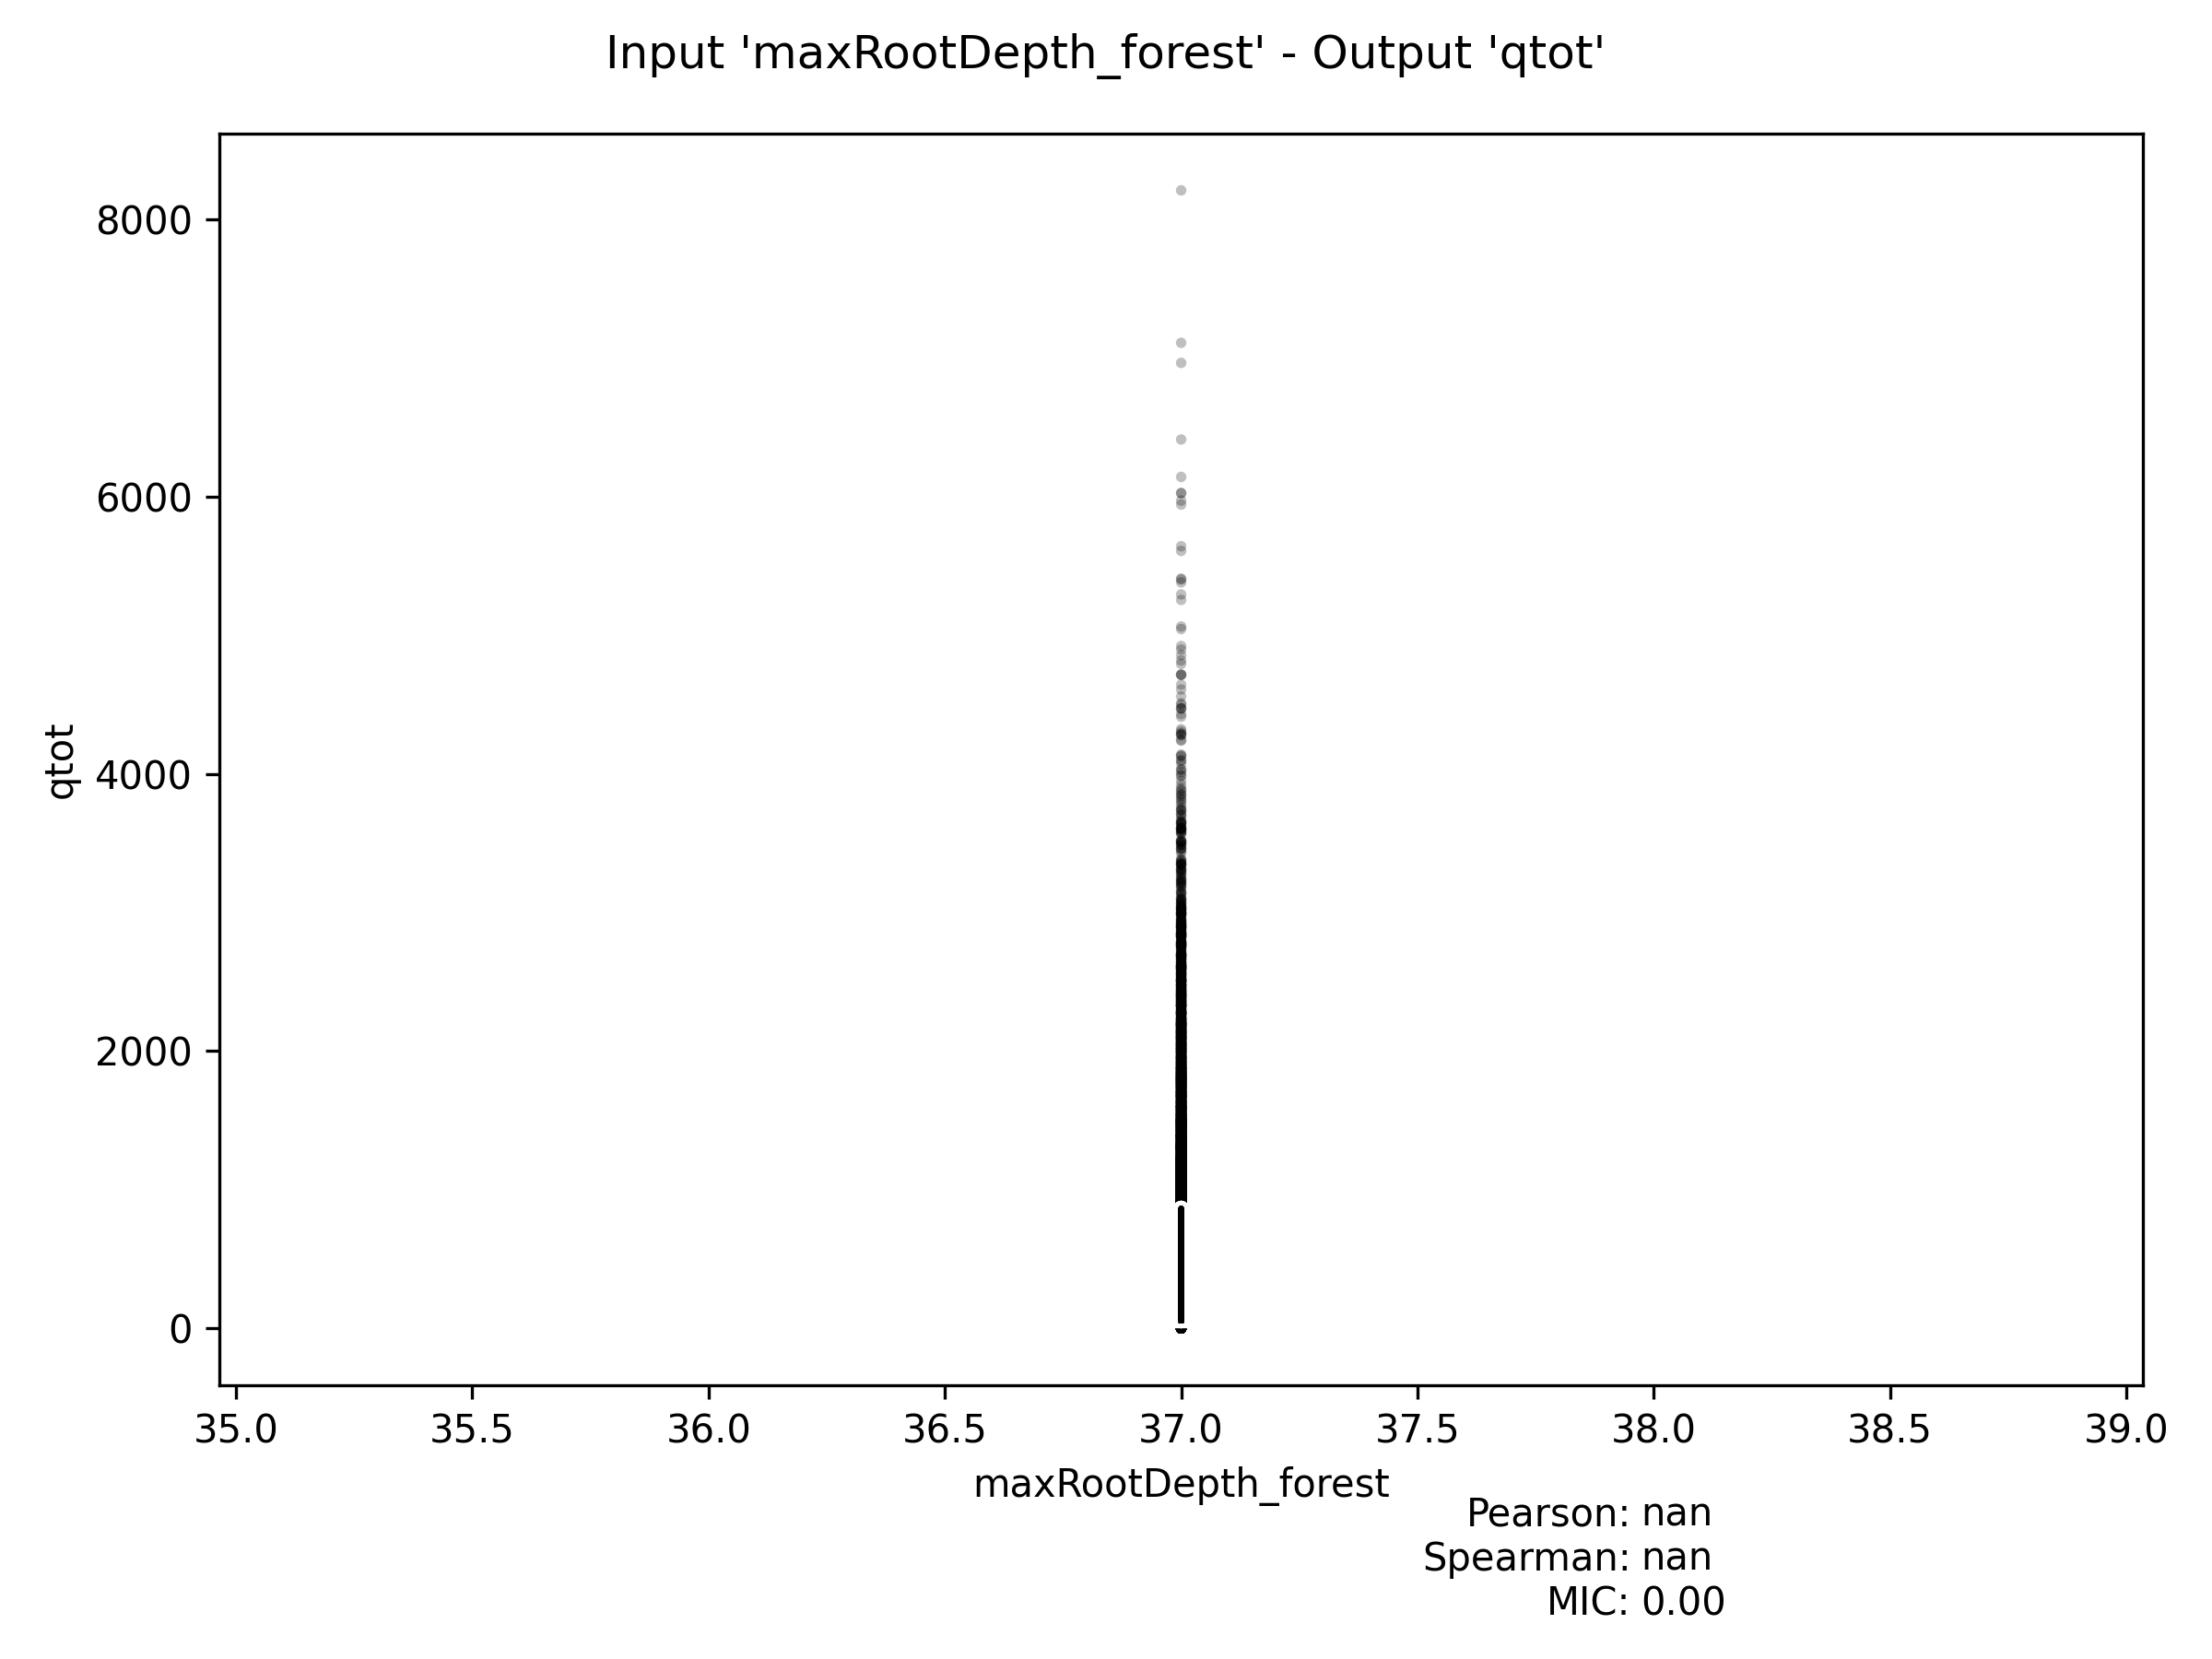 Input 'maxRootDepth_forest' - Output 'qtot'
8000
6000
4000
2000
0
qtot
35.0 35.5 36.0 36.5 37.0 37.5 38.0 38.5 39.0
maxRootDepth_forest
Pearson: nan
Spearman: nan
MIC: 0.00